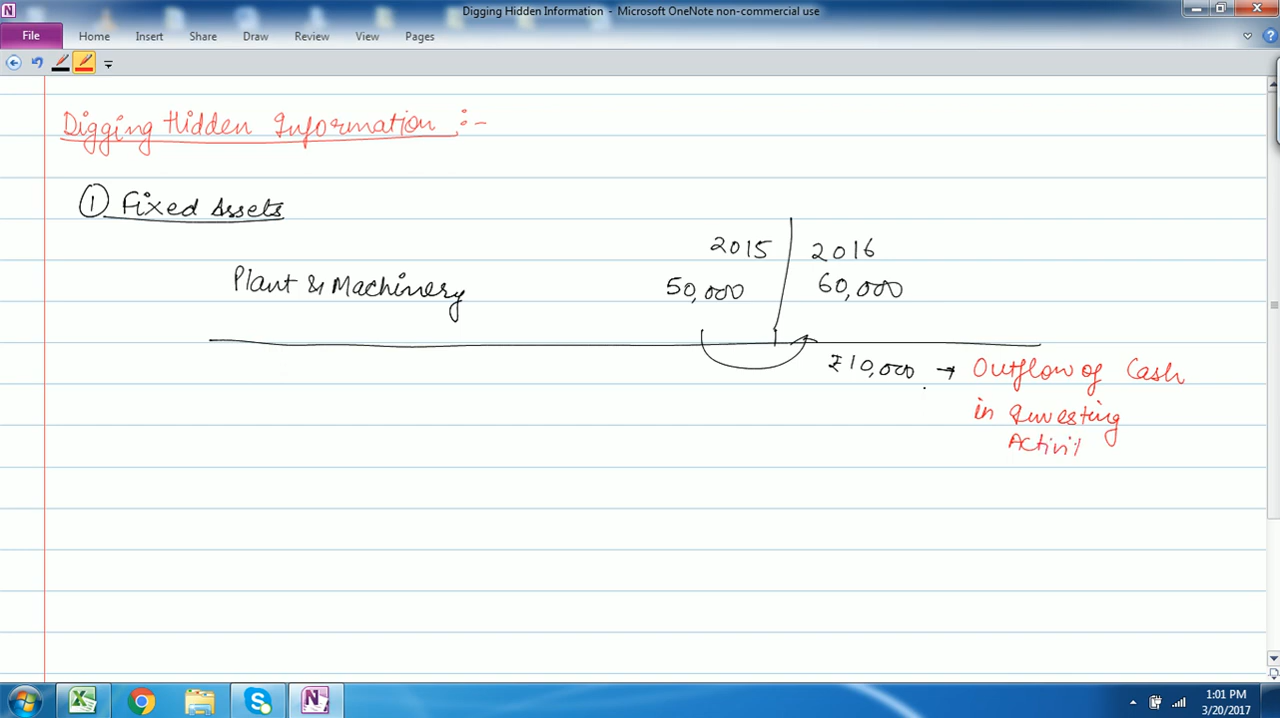 Digging Hidden Information - Microsoft OneNote non-commercial use
File Home Insert Share Draw Review View Pages
Digging Hidden Information :-
① Fixed Assets
2015 2016
Plant & Machinery 50,000 60,000
₹10,000 → Outflow of Cash
in Investing
Activit
1:01 PM
3/20/2017